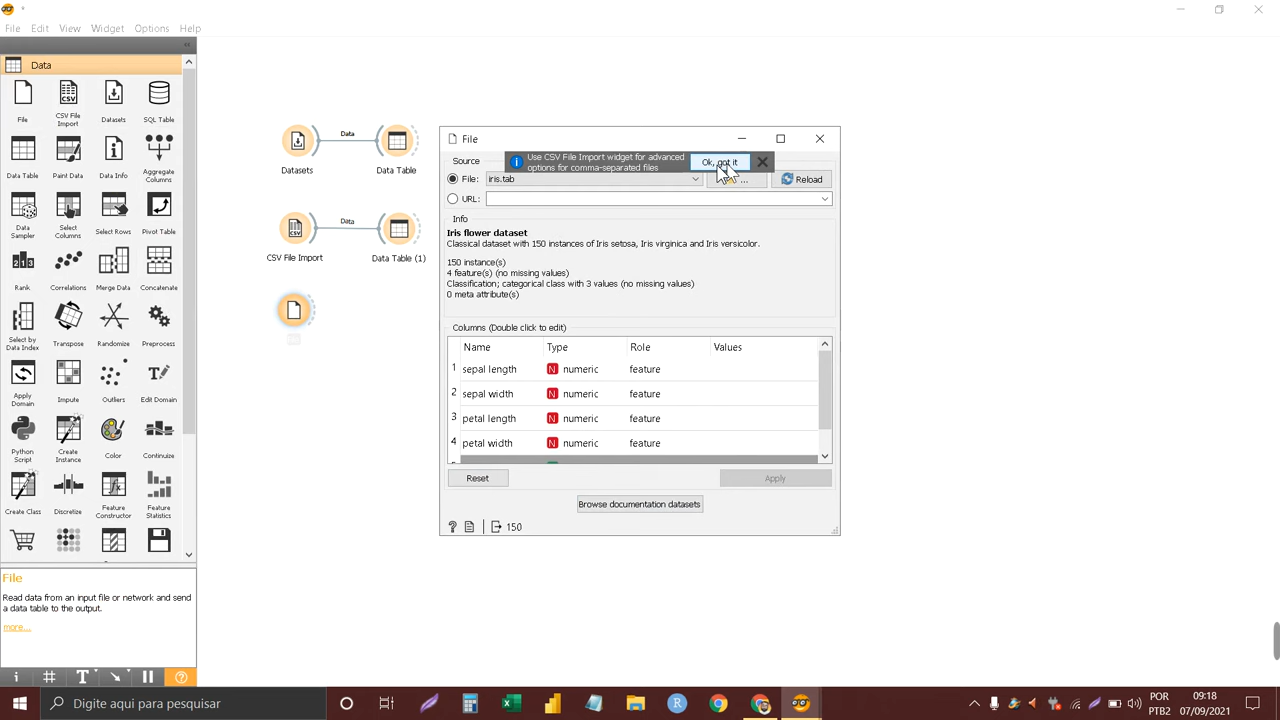 File Edit View Widget Options Help
Data
File
CSV File Import
Datasets
SQL Table
Data Table
Paint Data
Data Info
Aggregate Columns
Data Sampler
Select Columns
Select Rows
Pivot Table
Rank
Correlations
Merge Data
Concatenate
Select by Data Index
Transpose
Randomize
Preprocess
Apply Domain
Impute
Outliers
Edit Domain
Python Script
Create Instance
Color
Continuize
Create Class
Discretize
Feature Constructor
Feature Statistics
File
Read data from an input file or network and send
a data table to the output.
more...
Data
Datasets
Data Table
Data
CSV File Import
Data Table (1)
File
Source
Use CSV File Import widget for advanced
options for comma-separated files
Ok, got it
File: iris.tab ... Reload
URL:
Info
Iris flower dataset
Classical dataset with 150 instances of Iris setosa, Iris virginica and Iris versicolor.
150 instance(s)
4 feature(s) (no missing values)
Classification; categorical class with 3 values (no missing values)
0 meta attribute(s)
Columns (Double click to edit)
Name Type Role Values
1 sepal length N numeric feature
2 sepal width N numeric feature
3 petal length N numeric feature
4 petal width N numeric feature
Reset Apply
Browse documentation datasets
150
Digite aqui para pesquisar
POR
PTB2
09:18
07/09/2021